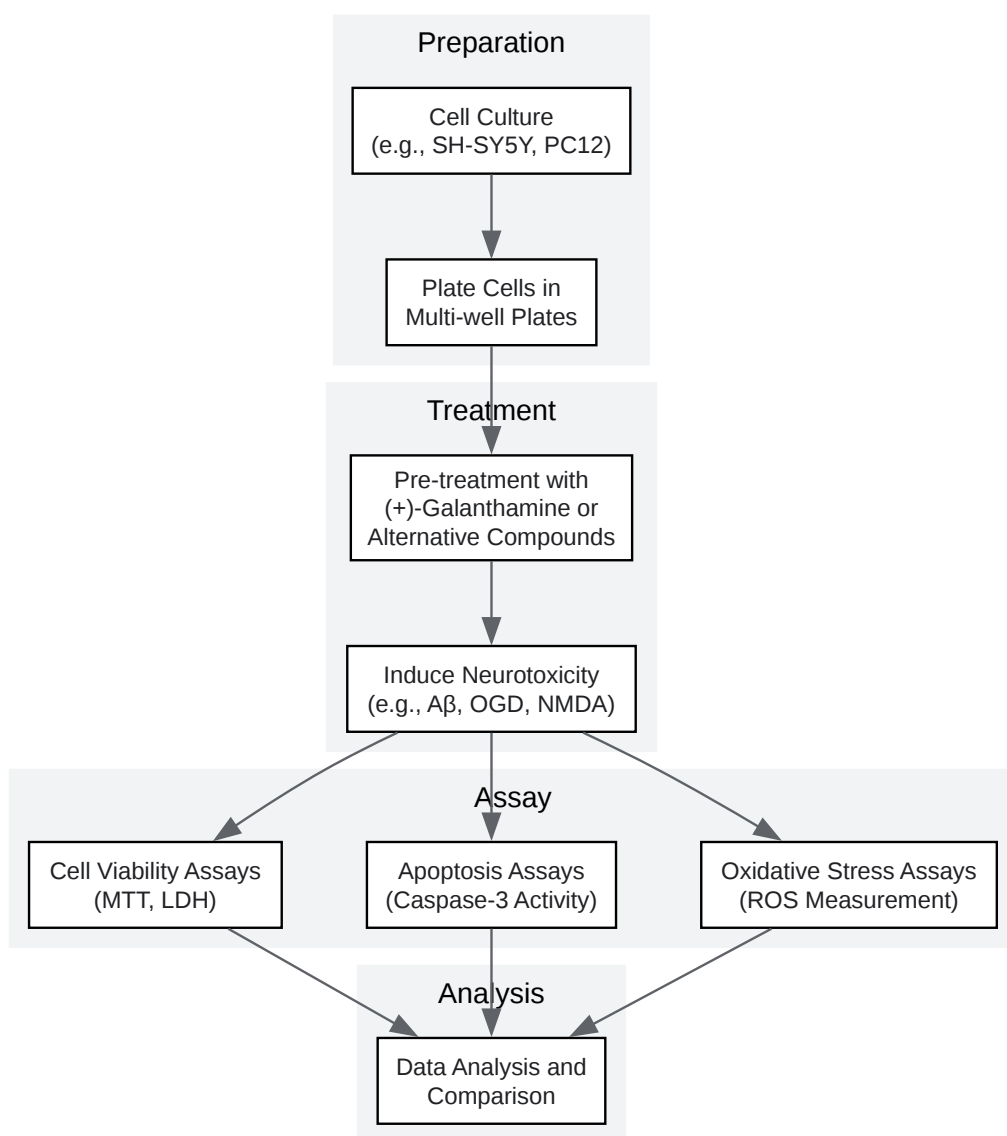 Preparation
Cell Culture
(e.g., SH-SY5Y, PC12)
Plate Cells in
Multi-well Plates
Treatment
Pre-treatment with
(+)-Galanthamine or
Alternative Compounds
Induce Neurotoxicity
(e.g., Aβ, OGD, NMDA)
Assay
Cell Viability Assays
(MTT, LDH)
Apoptosis Assays
(Caspase-3 Activity)
Oxidative Stress Assays
(ROS Measurement)
Analysis
Data Analysis and
Comparison